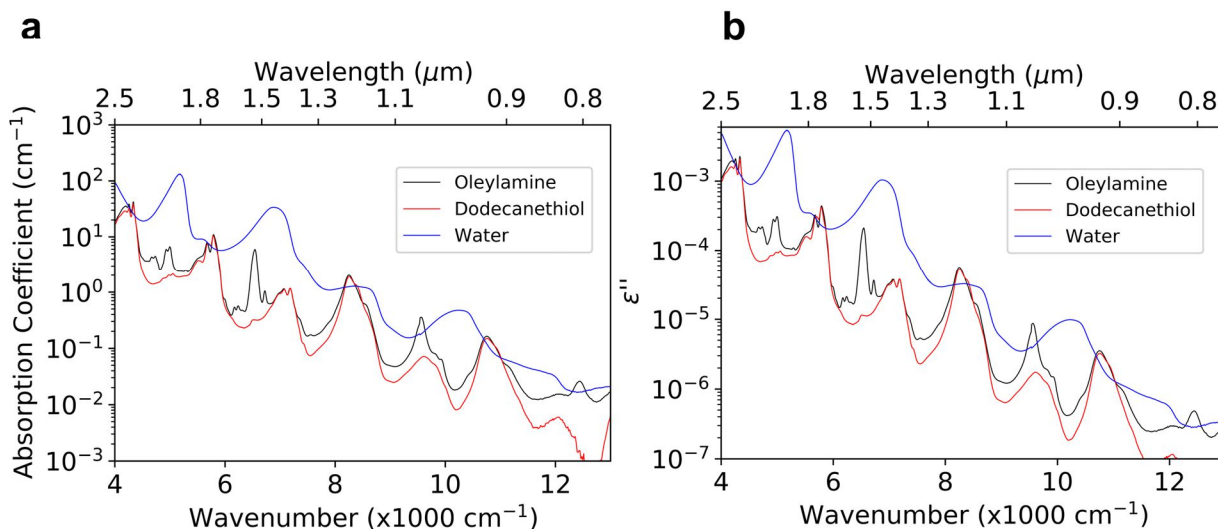 a
Wavelength (μm)
2.5 1.8 1.5 1.3 1.1 0.9 0.8
Absorption Coefficient (cm⁻¹)
10³
10²
10¹
10⁰
10⁻¹
10⁻²
10⁻³
Oleylamine
Dodecanethiol
Water
4 6 8 10 12
Wavenumber (x1000 cm⁻¹)
b
Wavelength (μm)
2.5 1.8 1.5 1.3 1.1 0.9 0.8
ε''
10⁻³
10⁻⁴
10⁻⁵
10⁻⁶
10⁻⁷
Oleylamine
Dodecanethiol
Water
4 6 8 10 12
Wavenumber (x1000 cm⁻¹)